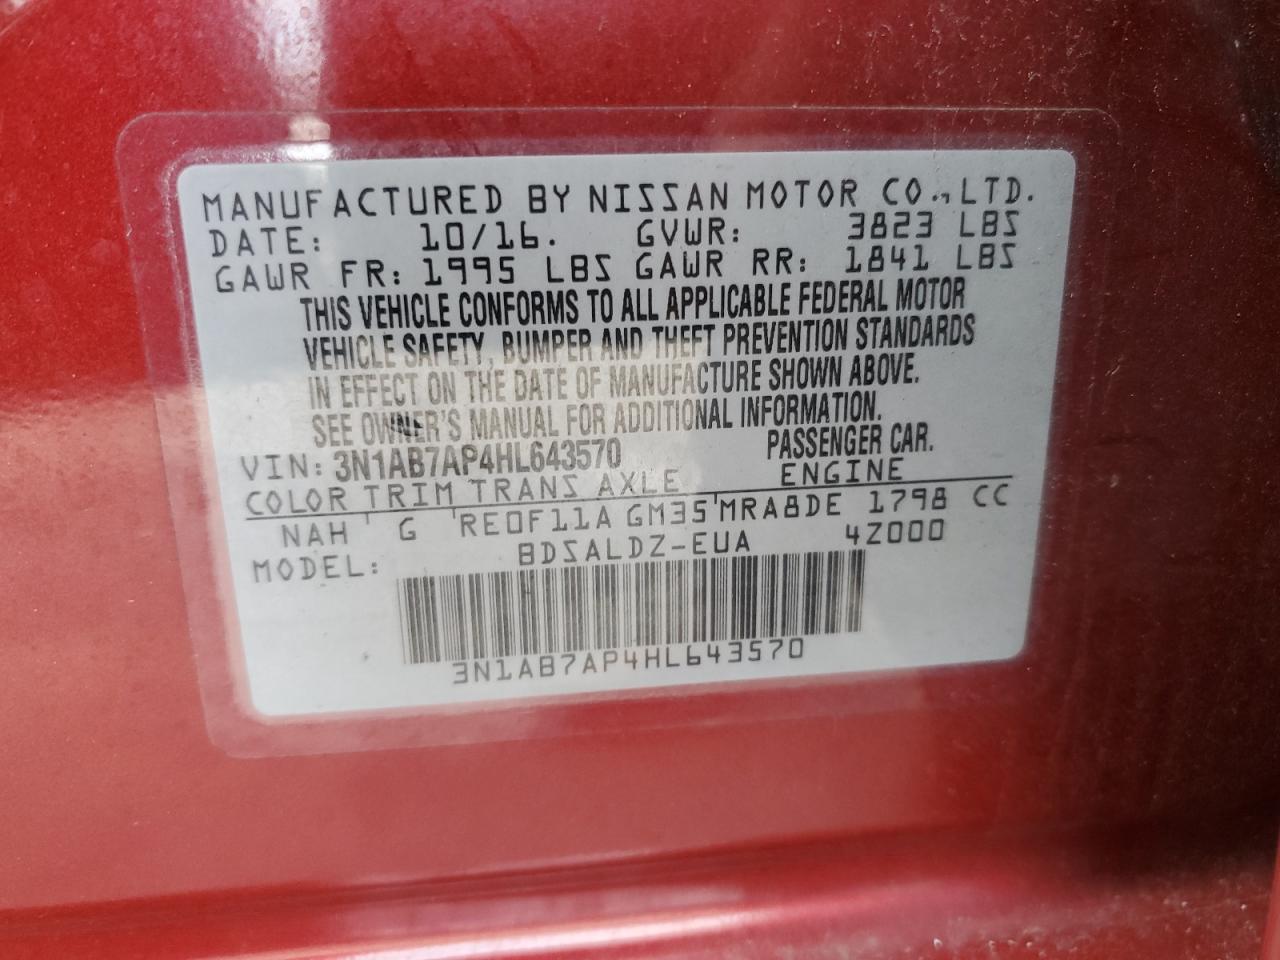 MANUFACTURED BY NISSAN MOTOR CO., LTD.
DATE: 10/16. GVWR: 3823 LBS
GAWR FR: 1995 LBS GAWR RR: 1841 LBS
THIS VEHICLE CONFORMS TO ALL APPLICABLE FEDERAL MOTOR
VEHICLE SAFETY, BUMPER AND THEFT PREVENTION STANDARDS
IN EFFECT ON THE DATE OF MANUFACTURE SHOWN ABOVE.
SEE OWNER'S MANUAL FOR ADDITIONAL INFORMATION.
VIN: 3N1AB7AP4HL643570 PASSENGER CAR.
COLOR TRIM TRANS AXLE ENGINE
NAH G RE0F11A GM35 MRA8DE 1798 CC
MODEL: BDSALDZ-EUA 4Z000
3N1AB7AP4HL643570